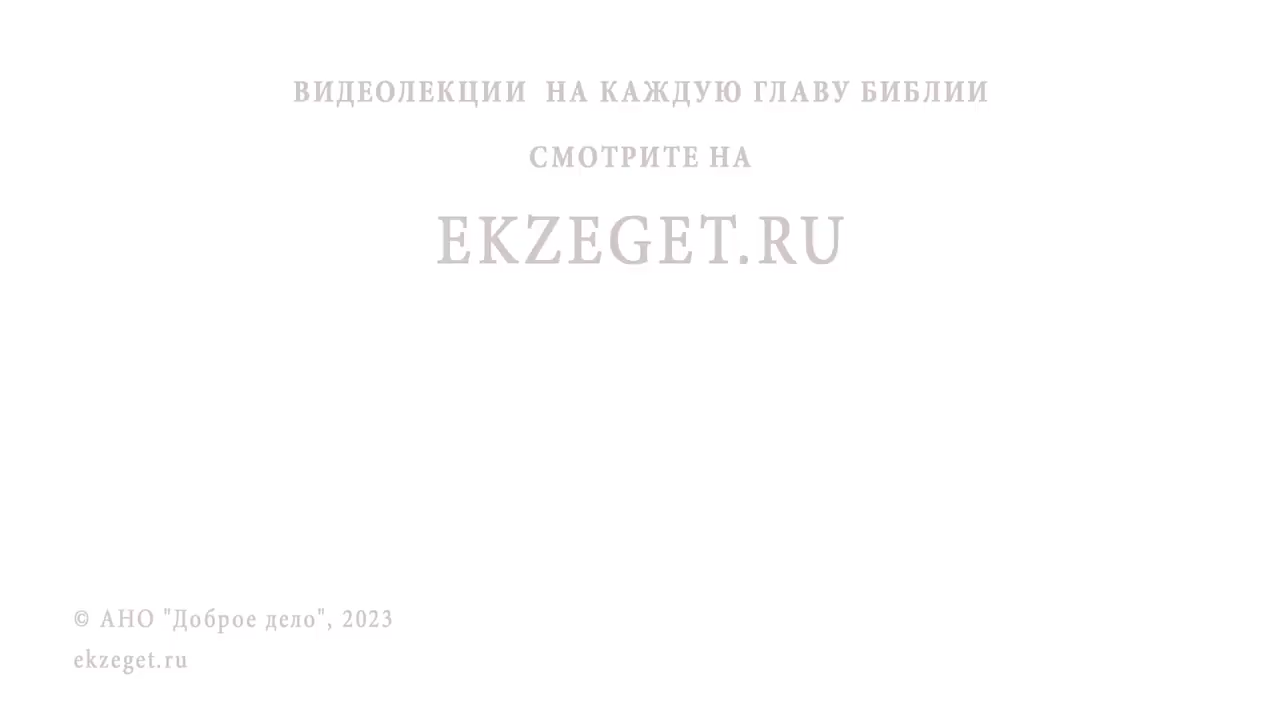 ВИДЕОЛЕКЦИИ НА КАЖДУЮ ГЛАВУ БИБЛИИ
СМОТРИТЕ НА
EKZEGET.RU
© АНО "Доброе дело", 2023
ekzeget.ru